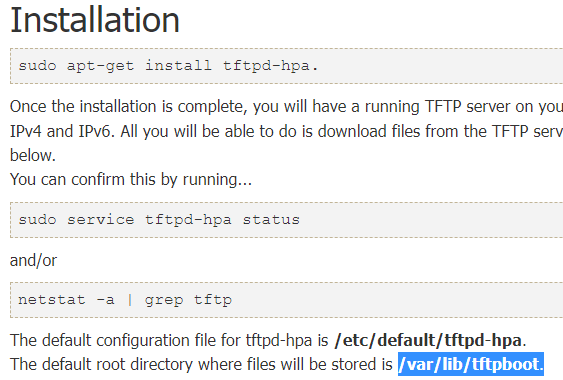 Installation
sudo apt-get install tftpd-hpa.
Once the installation is complete, you will have a running TFTP server on you
IPv4 and IPv6. All you will be able to do is download files from the TFTP serv
below.
You can confirm this by running...
sudo service tftpd-hpa status
and/or
netstat -a | grep tftp
The default configuration file for tftpd-hpa is /etc/default/tftpd-hpa.
The default root directory where files will be stored is /var/lib/tftpboot.